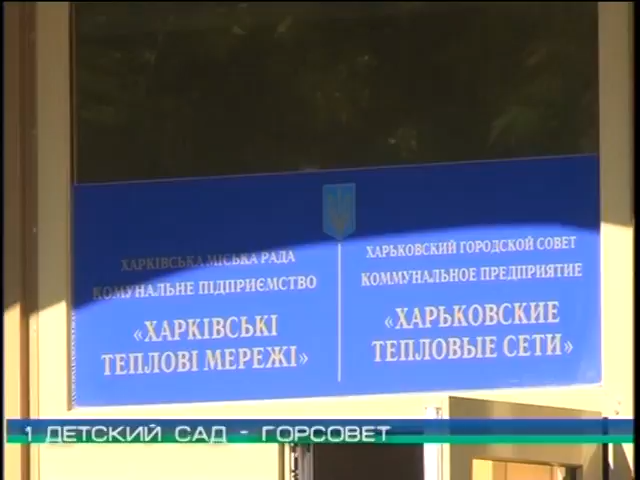 ХАРКІВСЬКА МІСЬКА РАДА
КОМУНАЛЬНЕ ПІДПРИЄМСТВО
«ХАРКІВСЬКІ
ТЕПЛОВІ МЕРЕЖІ»
ХАРЬКОВСКИЙ ГОРОДСКОЙ СОВЕТ
КОММУНАЛЬНОЕ ПРЕДПРИЯТИЕ
«ХАРЬКОВСКИЕ
ТЕПЛОВЫЕ СЕТИ»
1 ДЕТСКИЙ САД - ГОРСОВЕТ